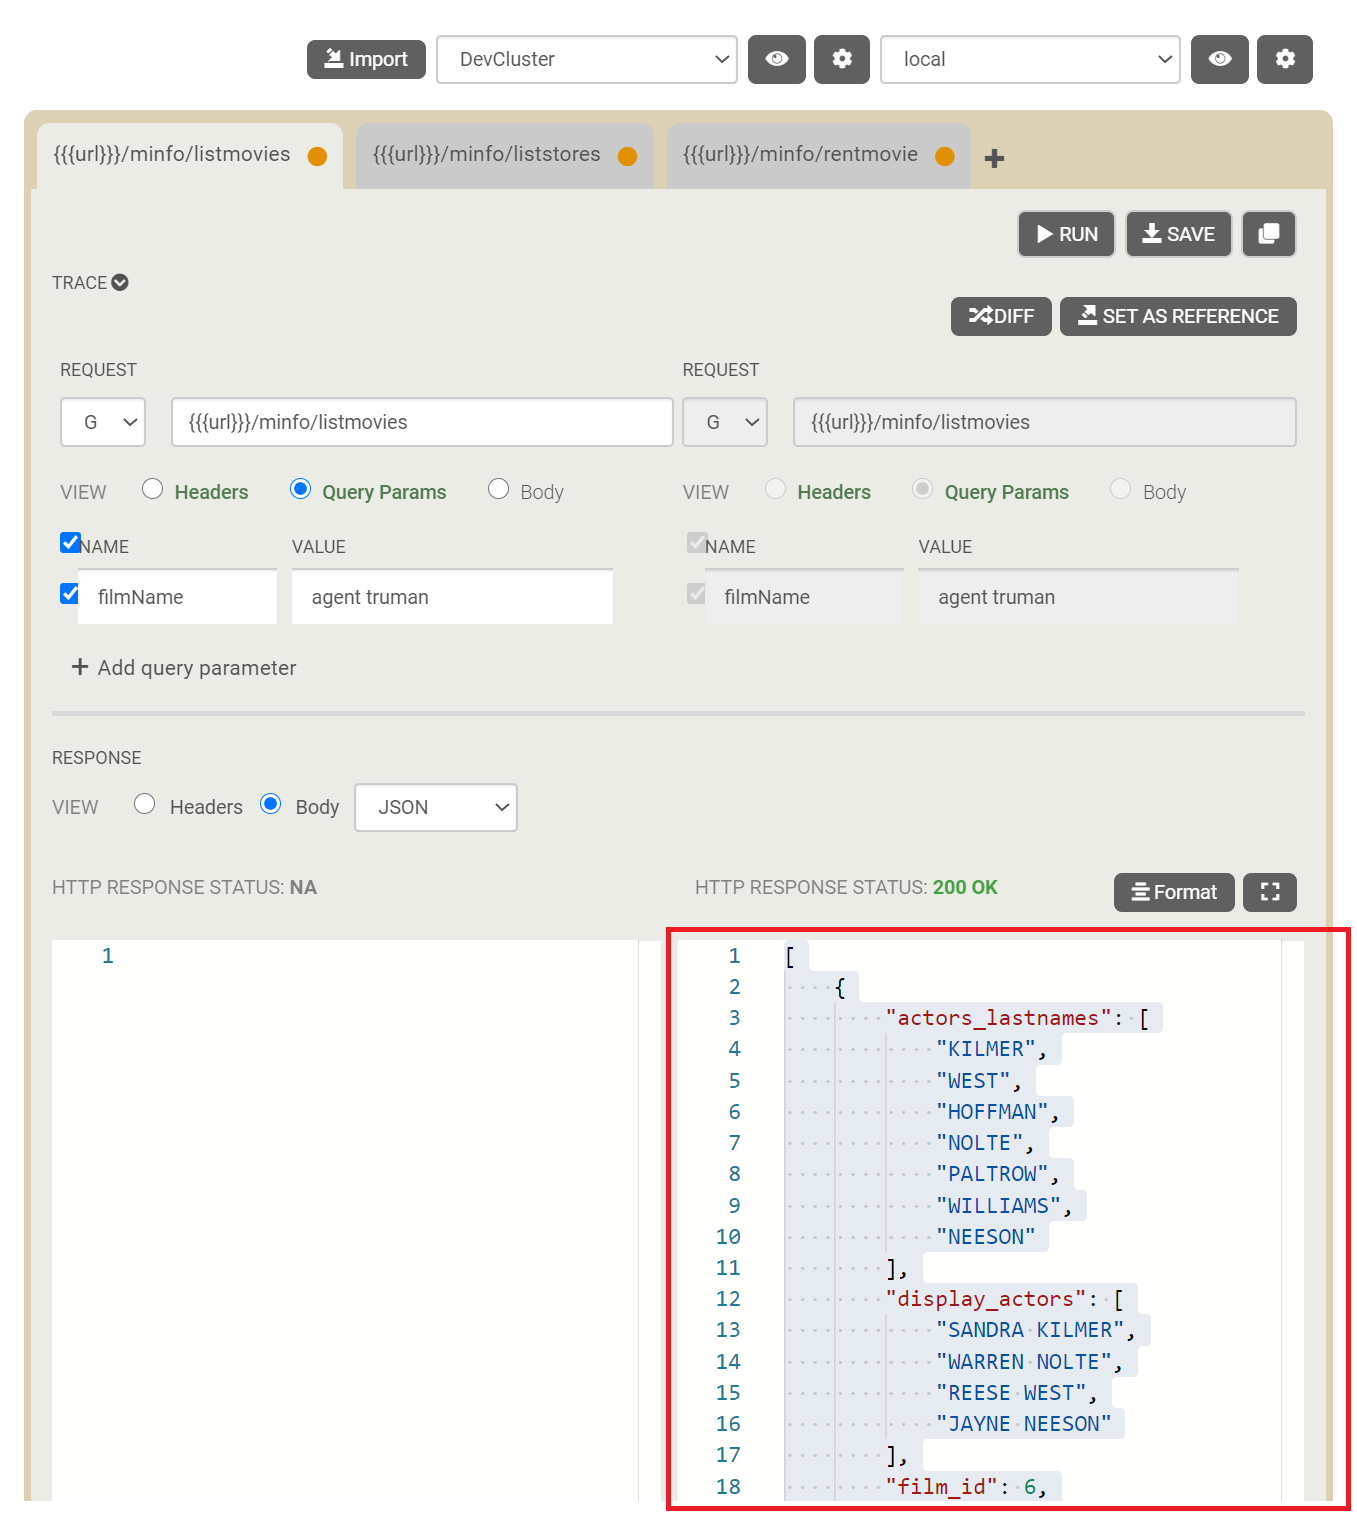 Import DevCluster local
{{{url}}}/minfo/listmovies {{{url}}}/minfo/liststores {{{url}}}/minfo/rentmovie
RUN SAVE
TRACE
DIFF SET AS REFERENCE
REQUEST REQUEST
G {{{url}}}/minfo/listmovies G {{{url}}}/minfo/listmovies
VIEW Headers Query Params Body VIEW Headers Query Params Body
NAME VALUE NAME VALUE
filmName agent truman filmName agent truman
+ Add query parameter
RESPONSE
VIEW Headers Body JSON
HTTP RESPONSE STATUS: NA HTTP RESPONSE STATUS: 200 OK Format
1 1 [
2 {
3 "actors_lastnames": [
4 "KILMER",
5 "WEST",
6 "HOFFMAN",
7 "NOLTE",
8 "PALTROW",
9 "WILLIAMS",
10 "NEESON"
11 ],
12 "display_actors": [
13 "SANDRA KILMER",
14 "WARREN NOLTE",
15 "REESE WEST",
16 "JAYNE NEESON"
17 ],
18 "film_id": 6,